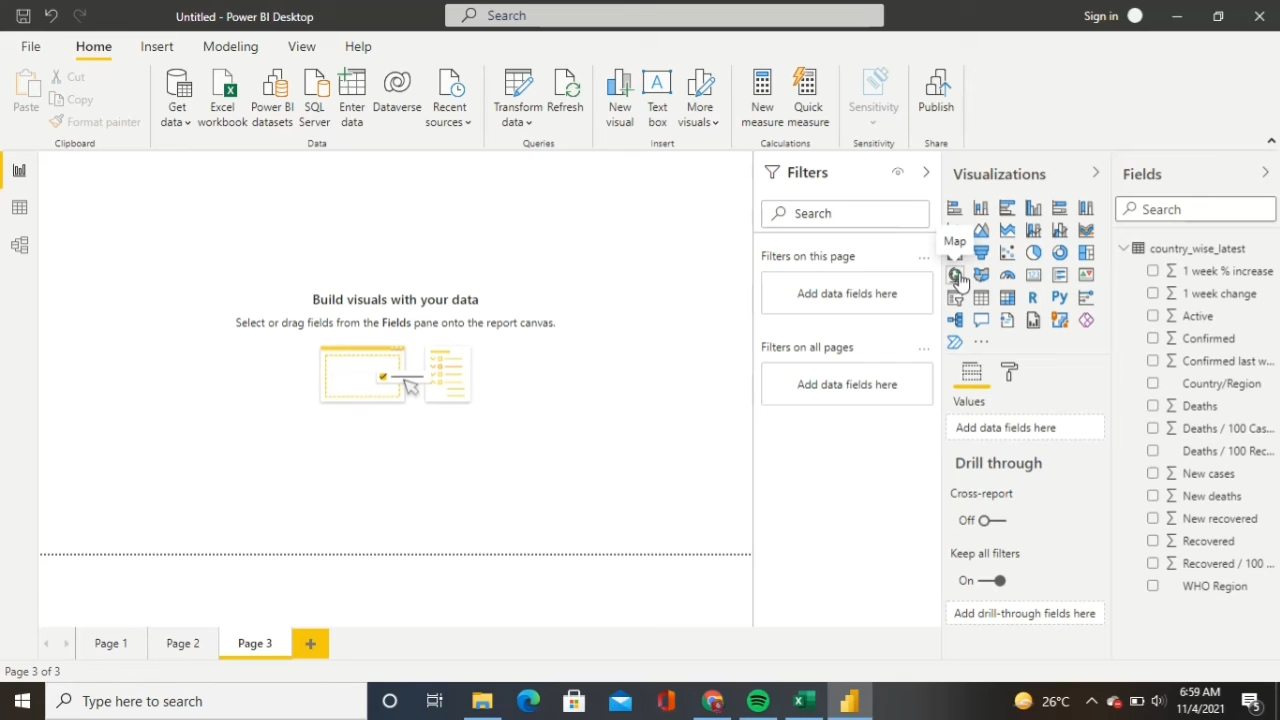 Untitled - Power BI Desktop
Search
Sign in
File
Home
Insert
Modeling
View
Help
Paste
Cut
Copy
Format painter
Clipboard
Get
data
Excel
workbook
Power BI
datasets
SQL
Server
Enter
data
Dataverse
Recent
sources
Data
Transform
data
Refresh
Queries
New
visual
Text
box
More
visuals
Insert
New
measure
Quick
measure
Calculations
Sensitivity
Sensitivity
Publish
Share
Build visuals with your data
Select or drag fields from the Fields pane onto the report canvas.
Filters
Search
Filters on this page
...
Add data fields here
Filters on all pages
...
Add data fields here
Visualizations
Map
R
Py
...
Values
Add data fields here
Drill through
Cross-report
Off
Keep all filters
On
Add drill-through fields here
Fields
Search
country_wise_latest
1 week % increase
1 week change
Active
Confirmed
Confirmed last w...
Country/Region
Deaths
Deaths / 100 Cas...
Deaths / 100 Rec...
New cases
New deaths
New recovered
Recovered
Recovered / 100 ...
WHO Region
Page 1
Page 2
Page 3
Page 3 of 3
Type here to search
26°C
6:59 AM
11/4/2021
5